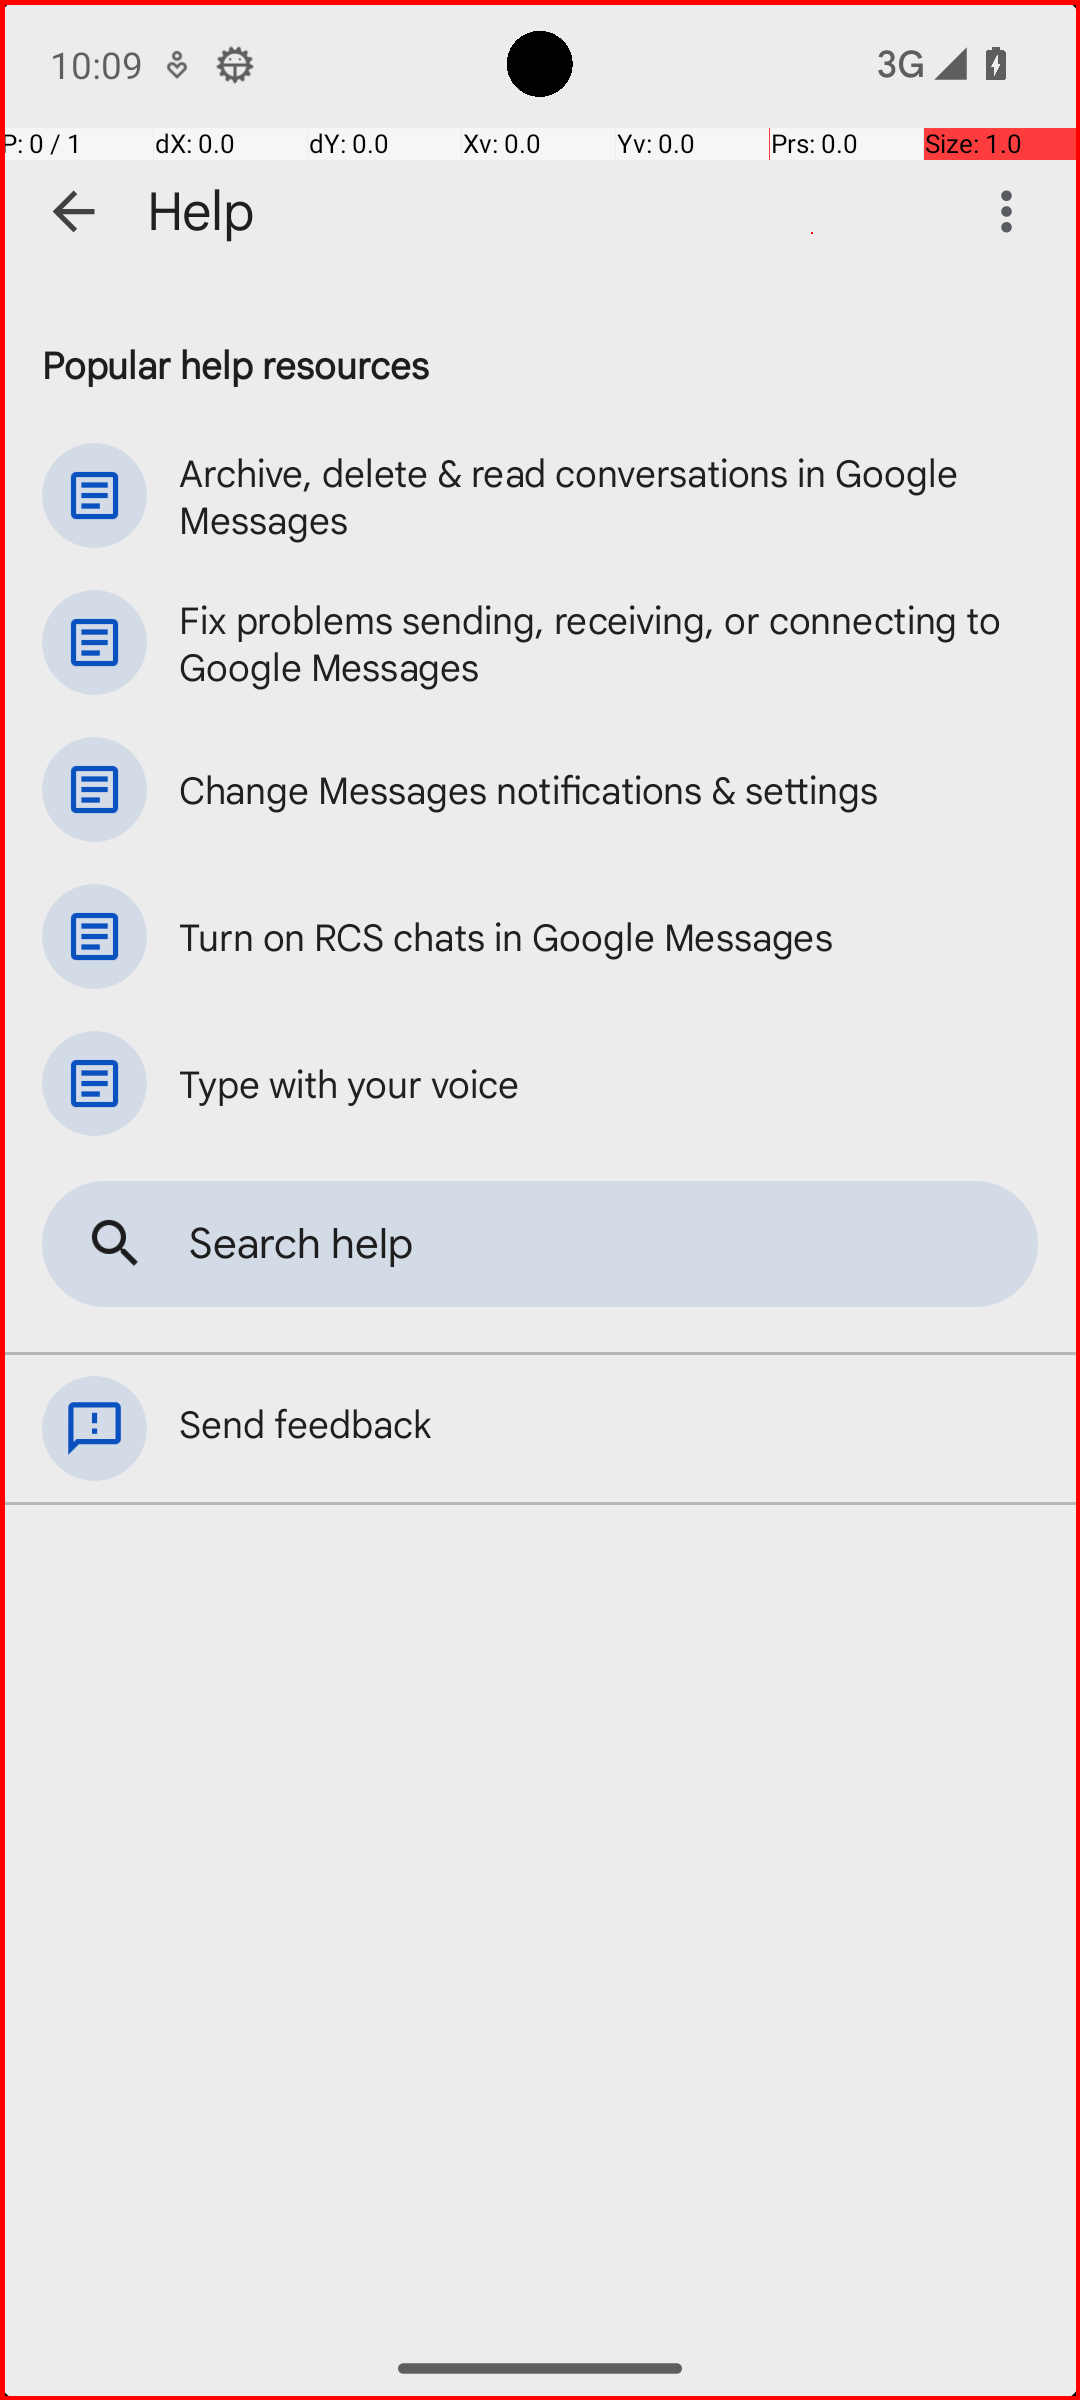 10:09
3G
P: 0 / 1 dX: 0.0 dY: 0.0 Xv: 0.0 Yv: 0.0 Prs: 0.0 Size: 1.0
Help
Popular help resources
Archive, delete & read conversations in Google
Messages
Fix problems sending, receiving, or connecting to
Google Messages
Change Messages notifications & settings
Turn on RCS chats in Google Messages
Type with your voice
Search help
Send feedback